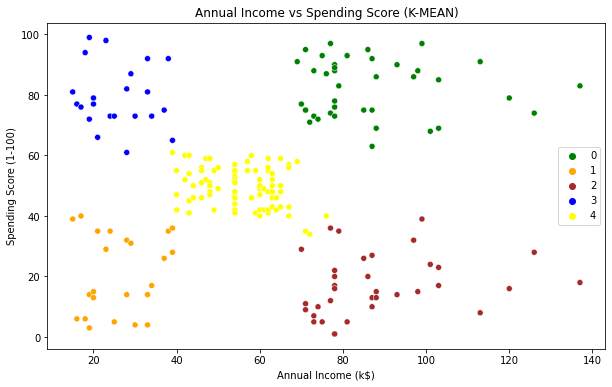 Annual Income vs Spending Score (K-MEAN)
100
80
60
40
20
0
Spending Score (1-100)
0
1
2
3
4
20 40 60 80 100 120 140
Annual Income (k$)